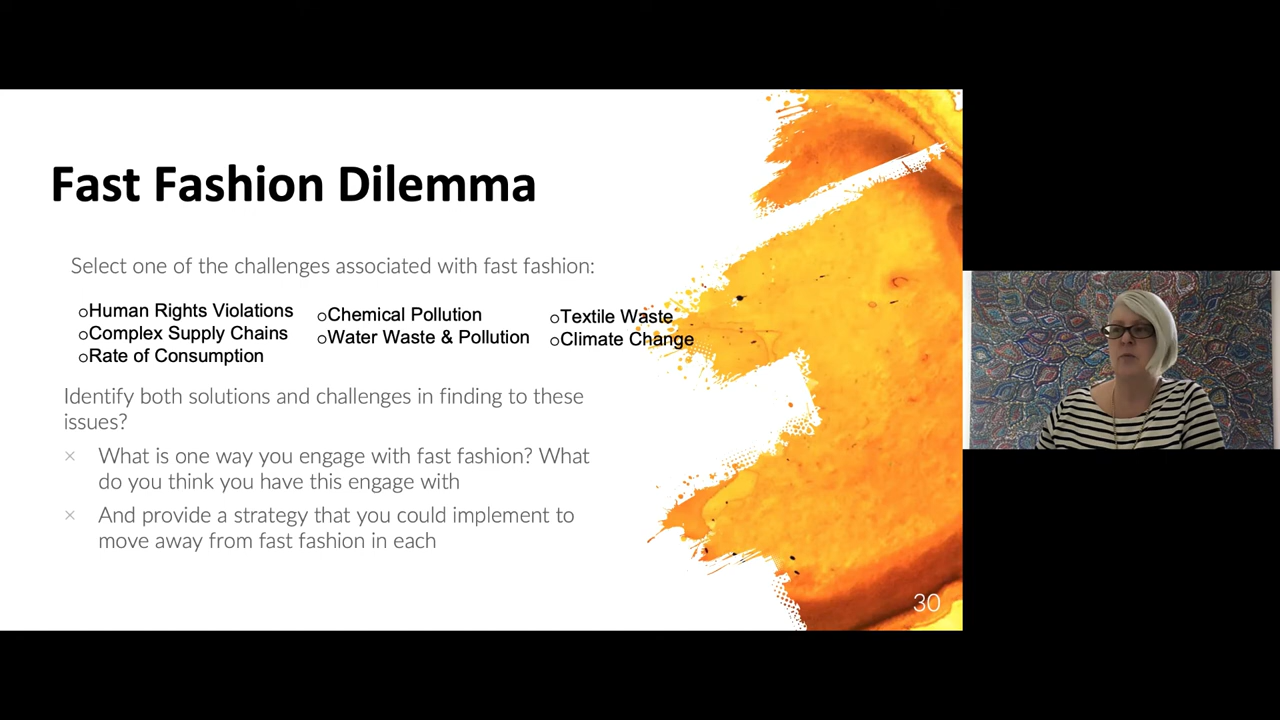 Fast Fashion Dilemma
Select one of the challenges associated with fast fashion:
oHuman Rights Violations
oComplex Supply Chains
oRate of Consumption
oChemical Pollution
oWater Waste & Pollution
oTextile Waste
oClimate Change
Identify both solutions and challenges in finding to these
issues?
× What is one way you engage with fast fashion? What
do you think you have this engage with
× And provide a strategy that you could implement to
move away from fast fashion in each
30